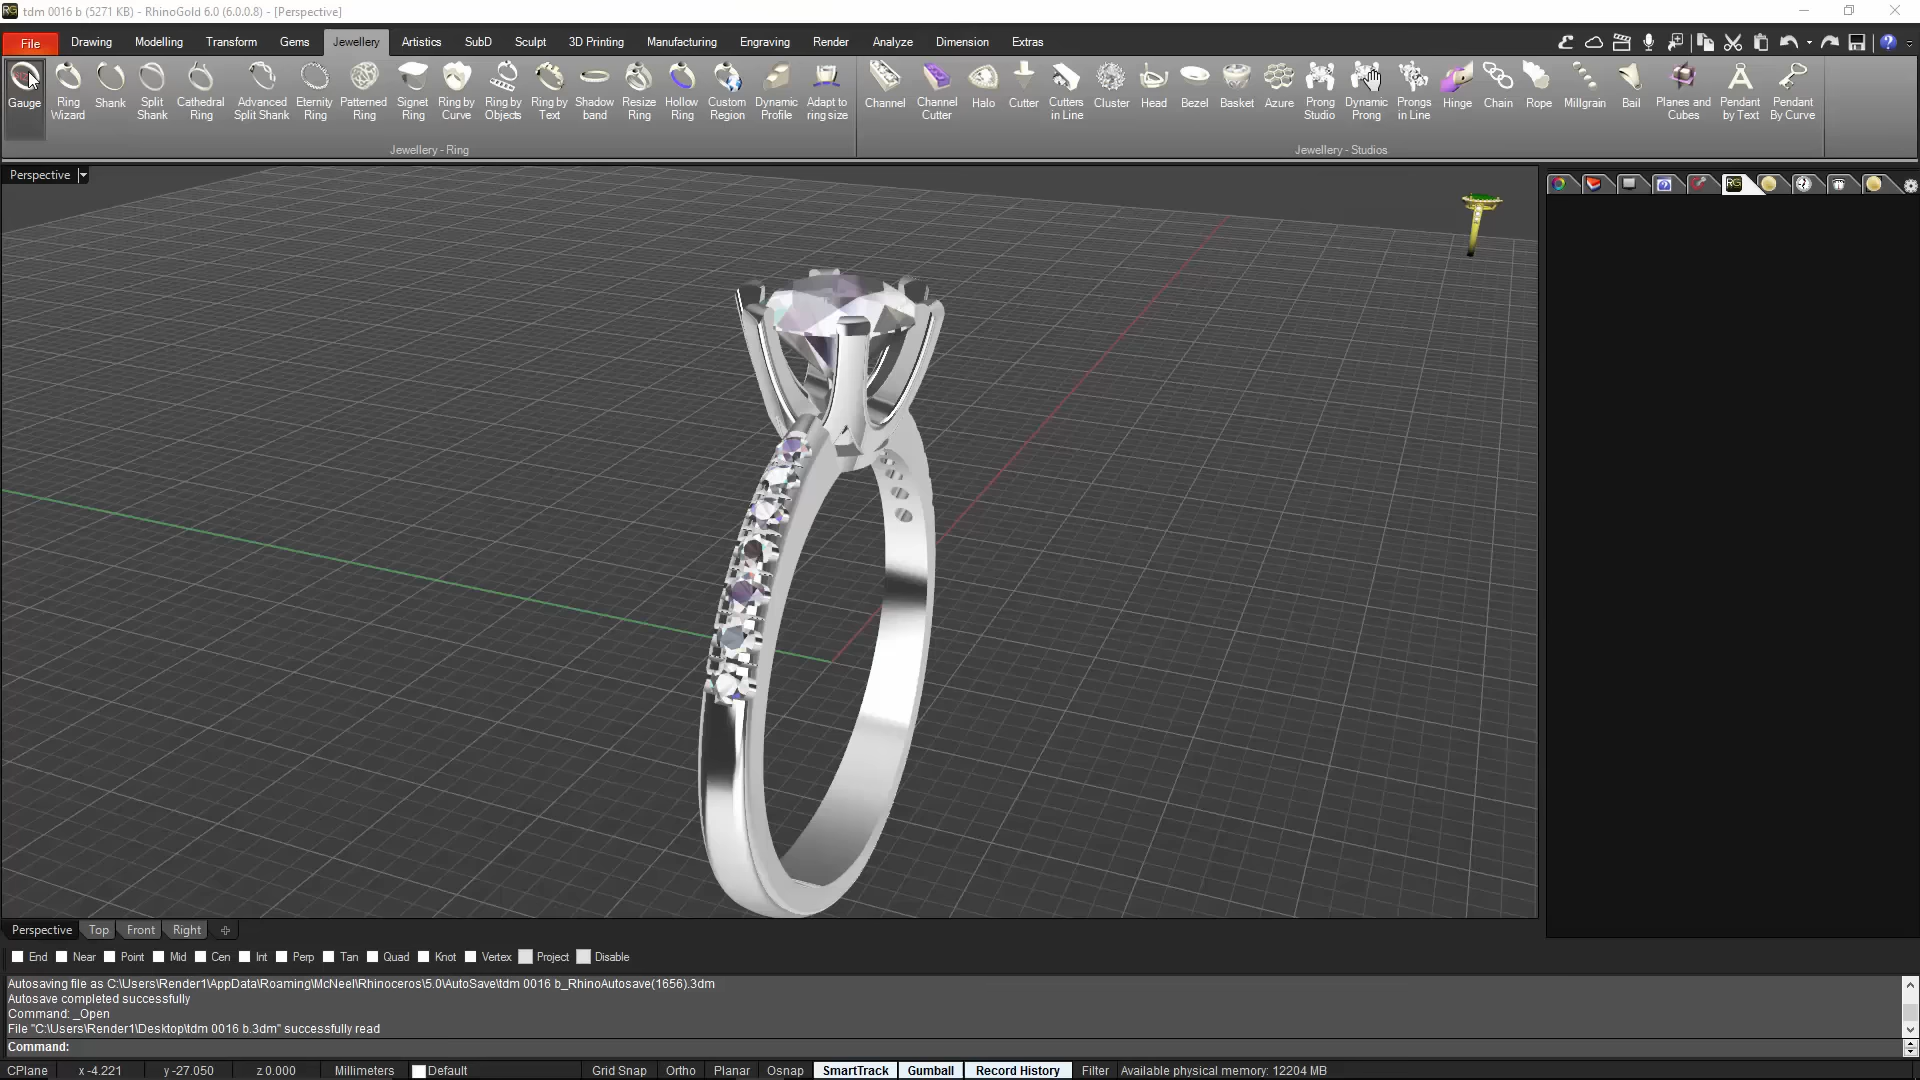 tdm 0016 b (5271 KB) - RhinoGold 6.0 (6.0.0.8) - [Perspective]
File Drawing Modelling Transform Gems Jewellery Artistics SubD Sculpt 3D Printing Manufacturing Engraving Render Analyze Dimension Extras
Gauge Ring Wizard Shank Split Shank Cathedral Ring Advanced Split Shank Eternity Ring Patterned Ring Signet Ring Ring by Curve Ring by Objects Ring by Text Shadow band Resize Ring Hollow Ring Custom Region Dynamic Profile Adapt to ring size Channel Channel Cutter Halo Cutter Cutters in Line Cluster Head Bezel Basket Azure Prong Studio Dynamic Prong Prongs in Line Hinge Chain Rope Millgrain Bail Planes and Cubes Pendant by Text Pendant By Curve
Jewellery - Ring Jewellery - Studios
Perspective
RG
Perspective Top Front Right
End Near Point Mid Cen Int Perp Tan Quad Knot Vertex Project Disable
Autosaving file as C:\Users\Render1\AppData\Roaming\McNeel\Rhinoceros\5.0\AutoSave\tdm 0016 b_RhinoAutosave(1656).3dm
Autosave completed successfully
Command: _Open
File "C:\Users\Render1\Desktop\tdm 0016 b.3dm" successfully read
Command:
CPlane x -4.221 y -27.050 z 0.000 Millimeters Default Grid Snap Ortho Planar Osnap SmartTrack Gumball Record History Filter Available physical memory: 12204 MB